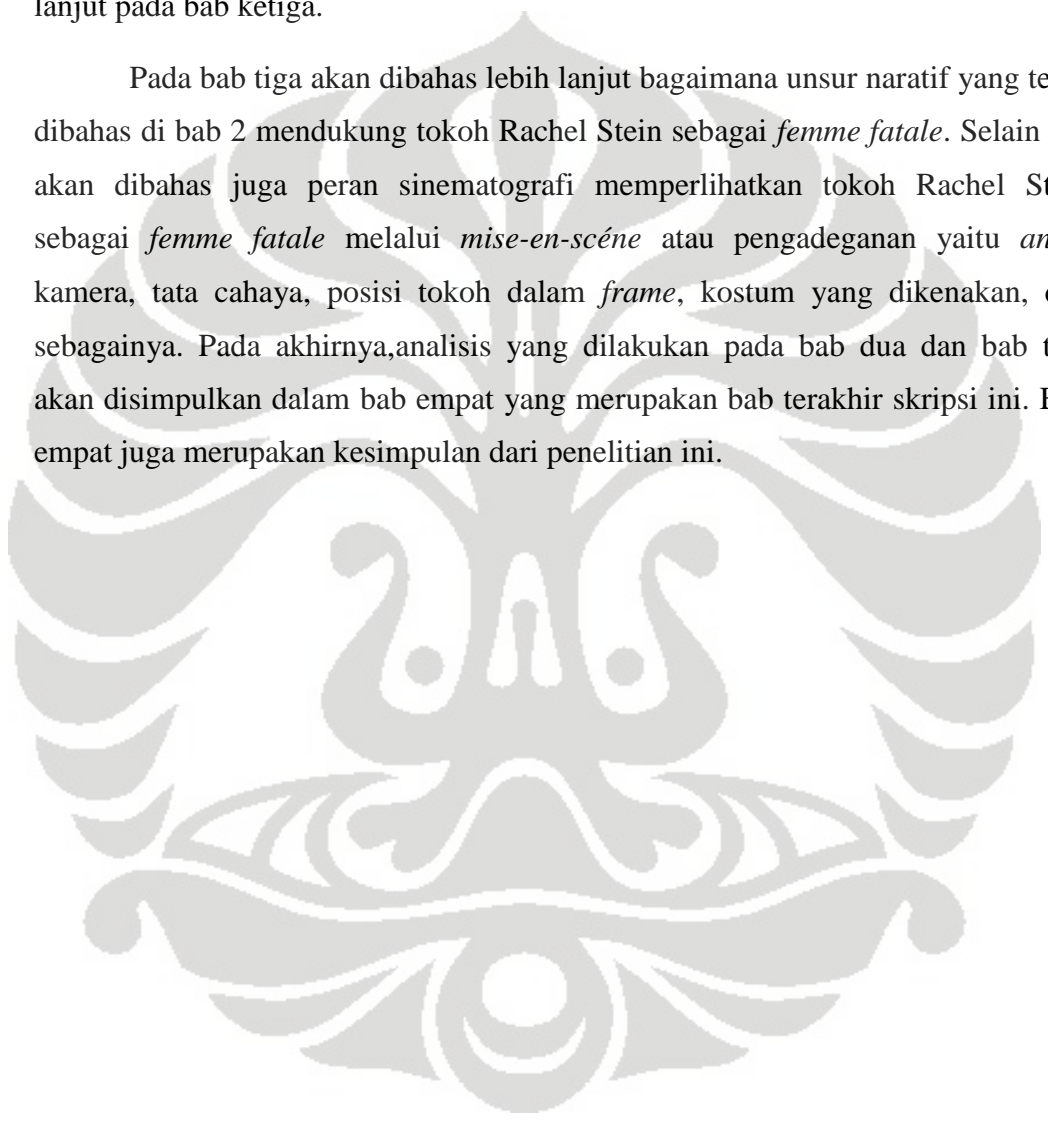 lanjut pada bab ketiga.
Pada bab tiga akan dibahas lebih lanjut bagaimana unsur naratif yang te
dibahas di bab 2 mendukung tokoh Rachel Stein sebagai femme fatale. Selain
akan dibahas juga peran sinematografi memperlihatkan tokoh Rachel St
sebagai femme fatale melalui mise-en-scéne atau pengadeganan yaitu an
kamera, tata cahaya, posisi tokoh dalam frame, kostum yang dikenakan,
sebagainya. Pada akhirnya,analisis yang dilakukan pada bab dua dan bab t
akan disimpulkan dalam bab empat yang merupakan bab terakhir skripsi ini.
empat juga merupakan kesimpulan dari penelitian ini.